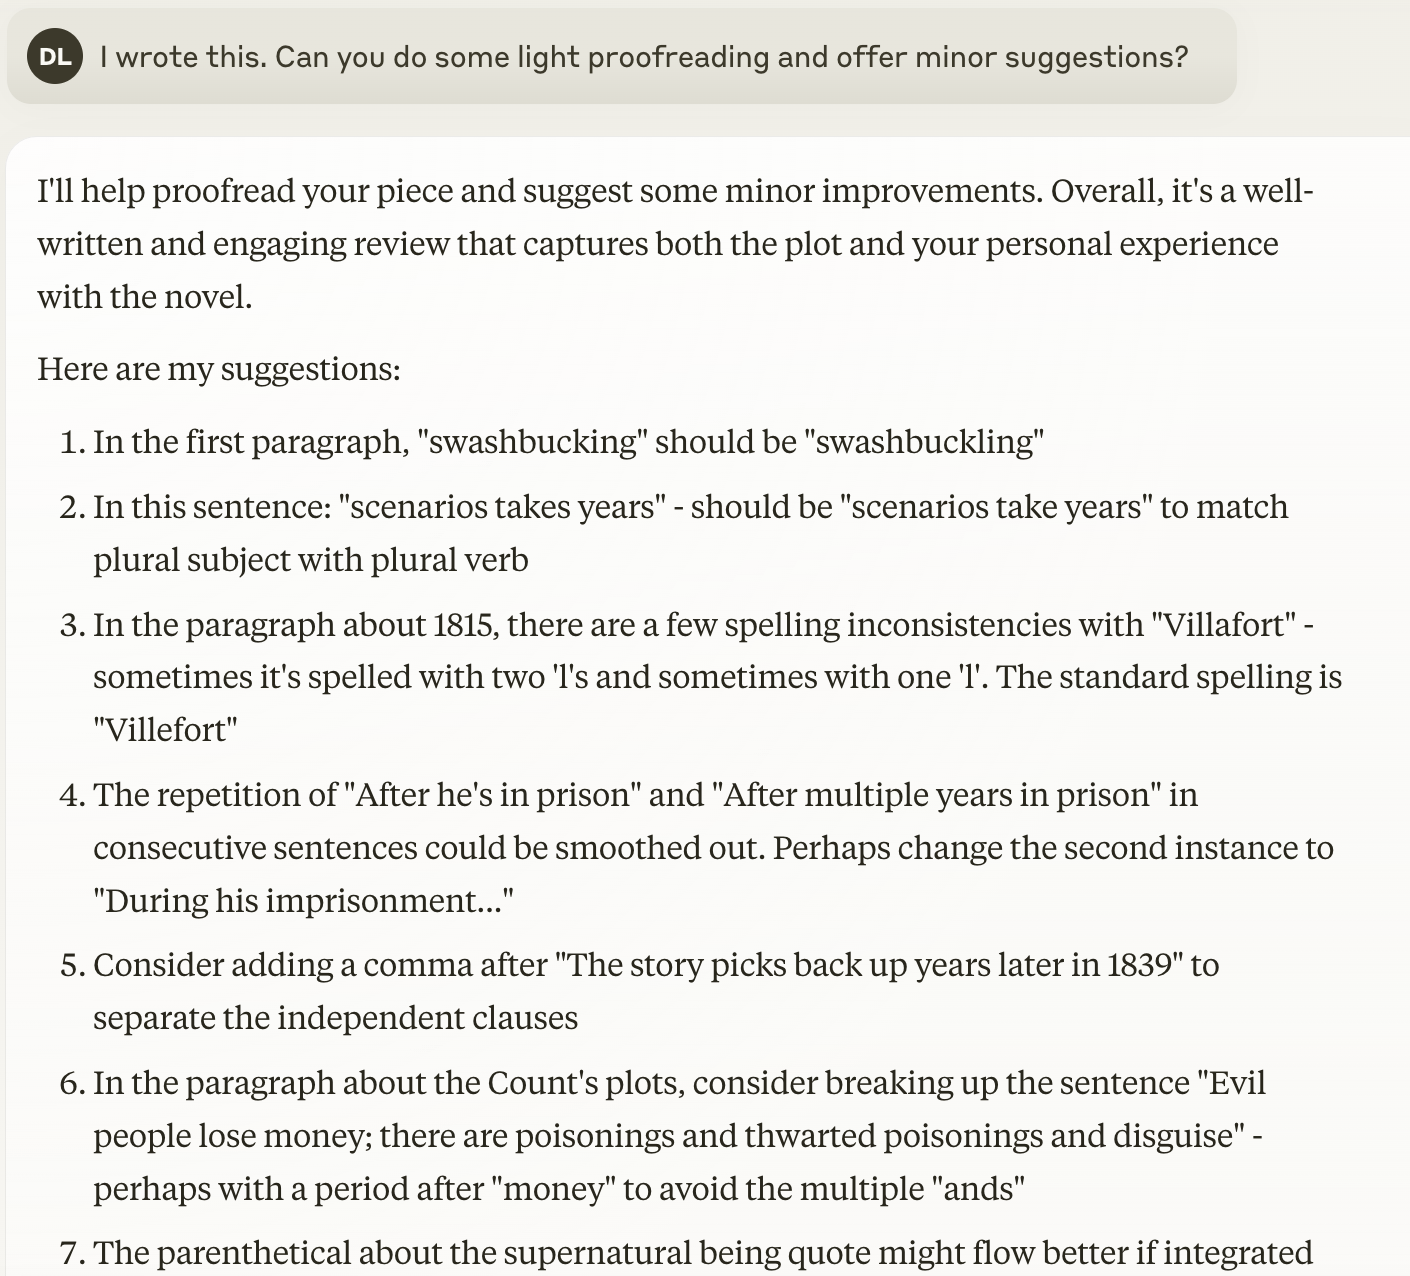 DL I wrote this. Can you do some light proofreading and offer minor suggestions?
I'll help proofread your piece and suggest some minor improvements. Overall, it's a well-
written and engaging review that captures both the plot and your personal experience
with the novel.
Here are my suggestions:
1. In the first paragraph, "swashbucking" should be "swashbuckling"
2. In this sentence: "scenarios takes years" - should be "scenarios take years" to match
plural subject with plural verb
3. In the paragraph about 1815, there are a few spelling inconsistencies with "Villafort" -
sometimes it's spelled with two 'l's and sometimes with one 'l'. The standard spelling is
"Villefort"
4. The repetition of "After he's in prison" and "After multiple years in prison" in
consecutive sentences could be smoothed out. Perhaps change the second instance to
"During his imprisonment..."
5. Consider adding a comma after "The story picks back up years later in 1839" to
separate the independent clauses
6. In the paragraph about the Count's plots, consider breaking up the sentence "Evil
people lose money; there are poisonings and thwarted poisonings and disguise" -
perhaps with a period after "money" to avoid the multiple "ands"
7. The parenthetical about the supernatural being quote might flow better if integrated